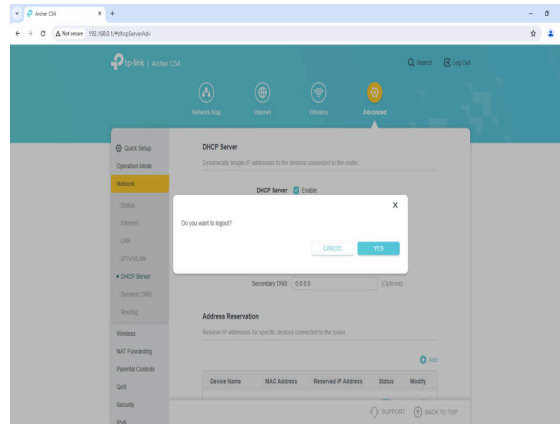 Archer C54
Not secure 192.168.0.1/#dhcpServerAdv
tp-link | Archer C54
Search Log Out
Network Map Internet Wireless Advanced
Quick Setup
DHCP Server
Operation Mode
Dynamically assign IP addresses to the devices connected to the router.
Network
DHCP Server: Enable
Status
X
Internet
Do you want to logout?
LAN
CANCEL YES
IPTV/VLAN
DHCP Server
Secondary DNS: 0.0.0.0 (Optional)
Dynamic DNS
Routing
Address Reservation
Reserve IP addresses for specific devices connected to the router.
Wireless
NAT Forwarding
Add
Parental Controls
Device Name MAC Address Reserved IP Address Status Modify
QoS
Security
SUPPORT BACK TO TOP
IPv6